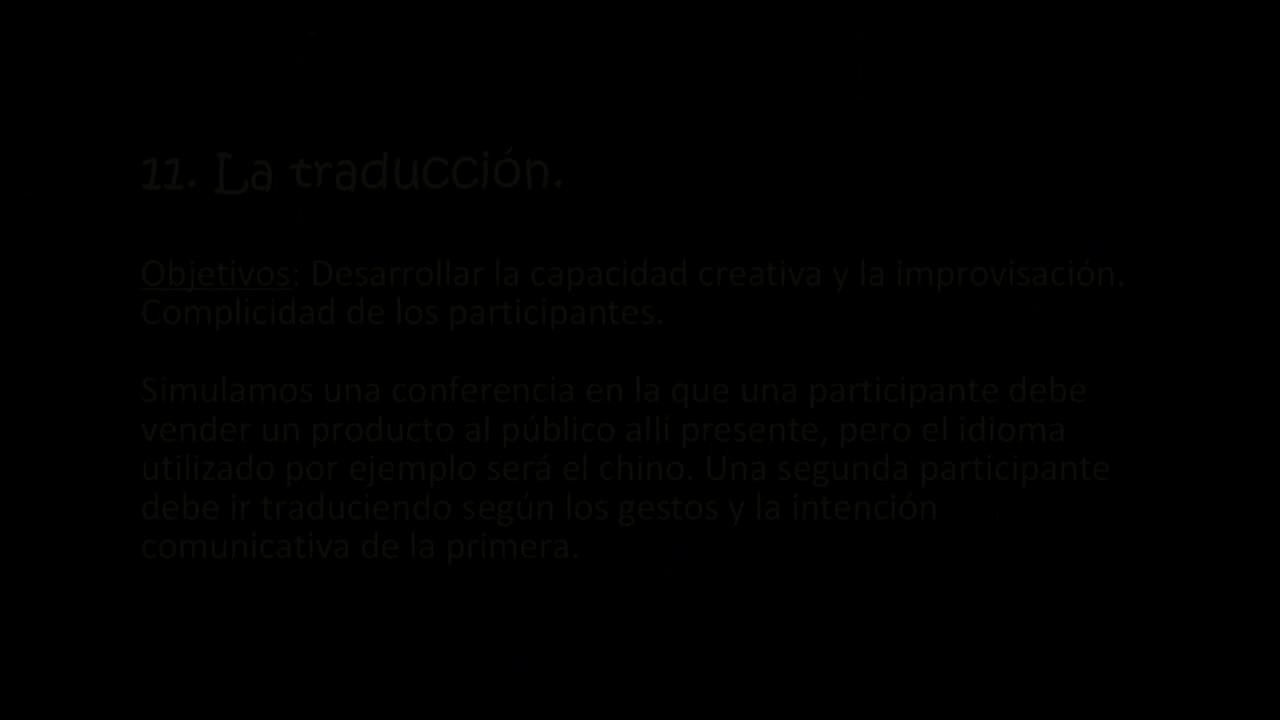 11. La traducción.
Objetivos: Desarrollar la capacidad creativa y la improvisación.
Complicidad de los participantes.
Simulamos una conferencia en la que una participante debe
vender un producto al público alli presente, pero el idioma
utilizado por ejemplo será el chino. Una segunda participante
debe ir traduciendo según los gestos y la intención
comunicativa de la primera.